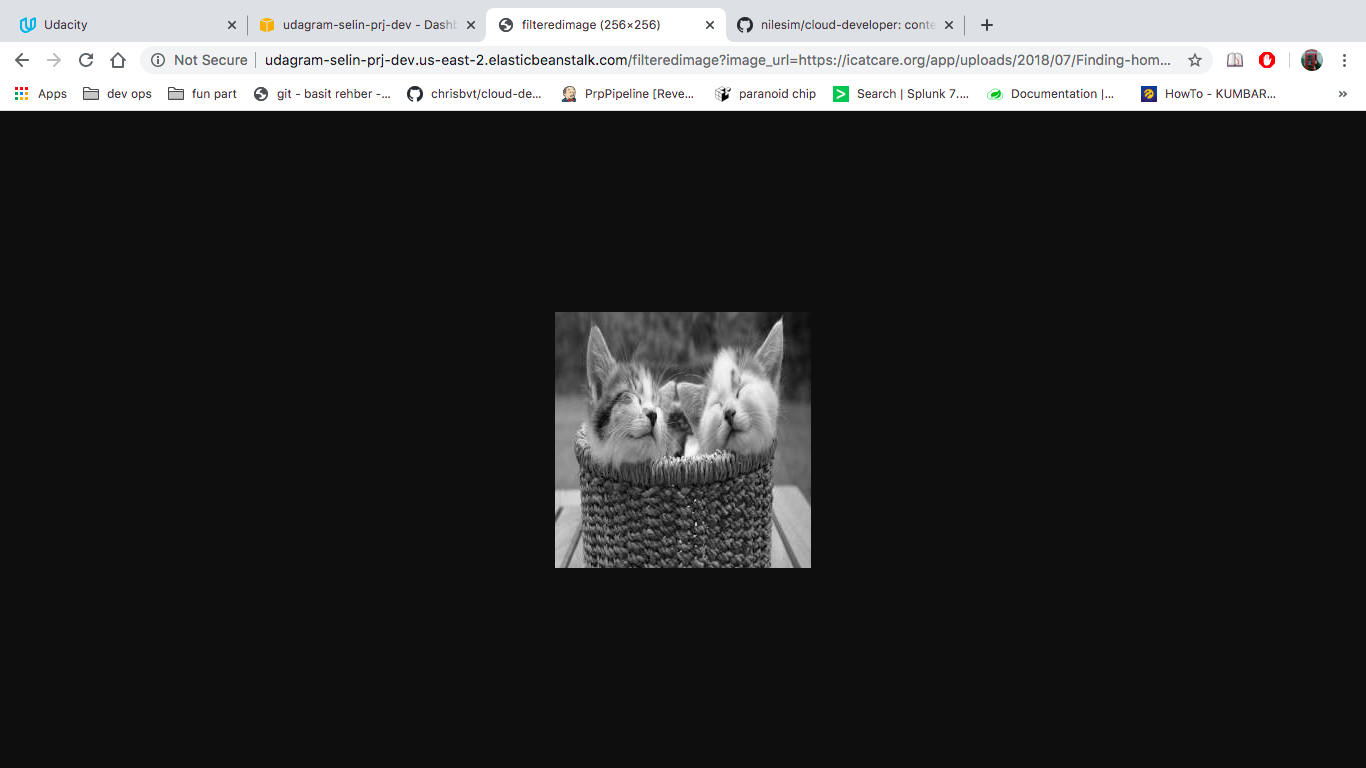 Udacity
udagram-selin-prj-dev - Dashb
filteredimage (256×256)
nilesim/cloud-developer: conte
Not Secure
udagram-selin-prj-dev.us-east-2.elasticbeanstalk.com/filteredimage?image_url=https://icatcare.org/app/uploads/2018/07/Finding-hom...
Apps
dev ops
fun part
git - basit rehber -...
chrisbvt/cloud-de...
PrpPipeline [Reve...
paranoid chip
Search | Splunk 7....
Documentation |...
HowTo - KUMBAR...